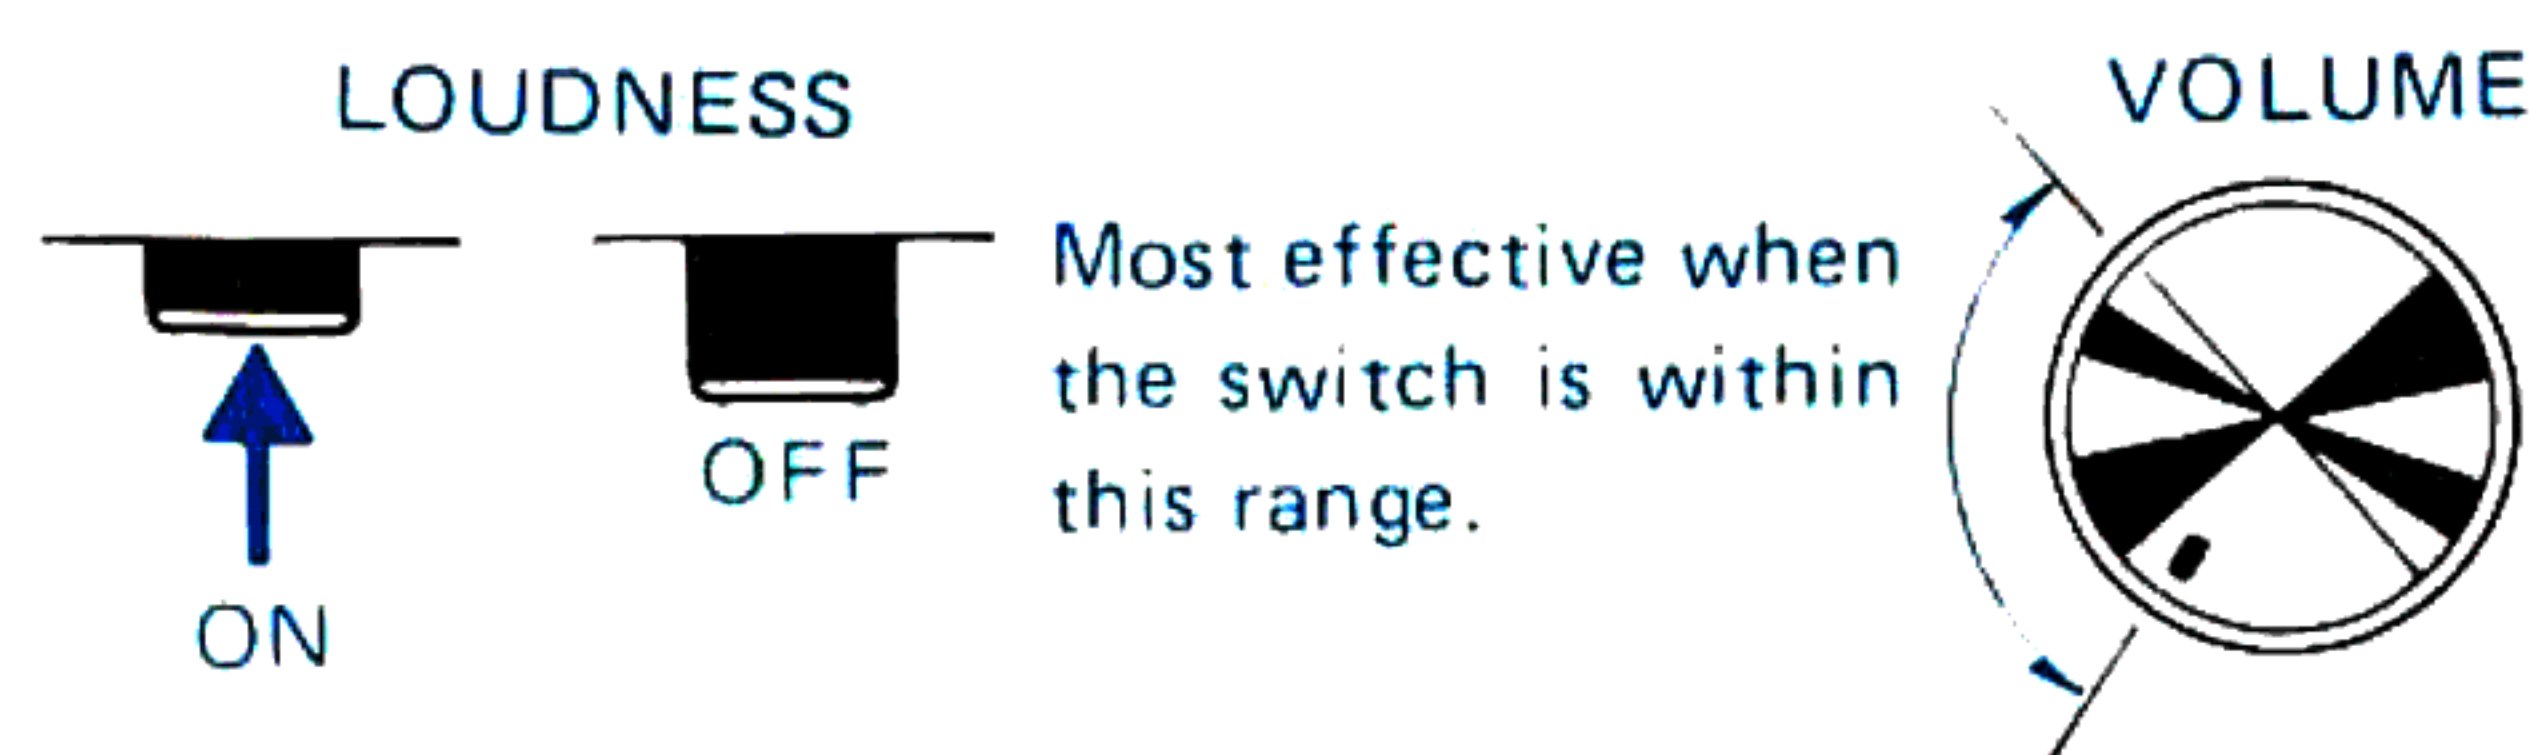 LOUDNESS
VOLUME
Most effective when
the switch is within
this range.
OFF
ON